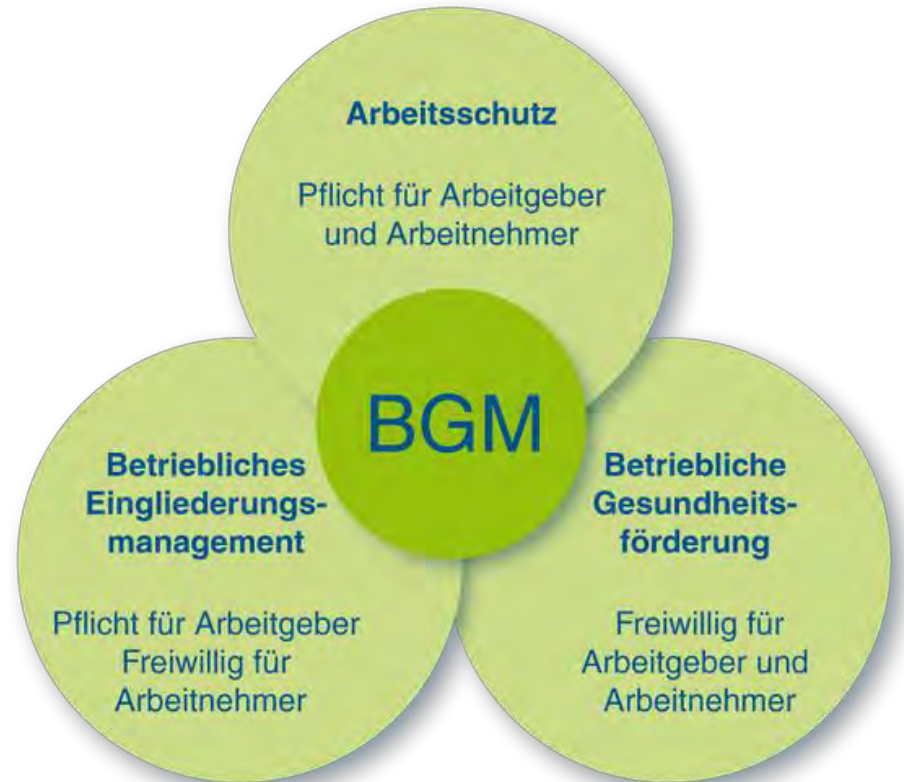 Arbeitsschutz
Pflicht für Arbeitgeber
und Arbeitnehmer
BGM
Betriebliches
Eingliederungs-
management
Pflicht für Arbeitgeber
Freiwillig für
Arbeitnehmer
Betriebliche
Gesundheits-
förderung
Freiwillig für
Arbeitgeber und
Arbeitnehmer